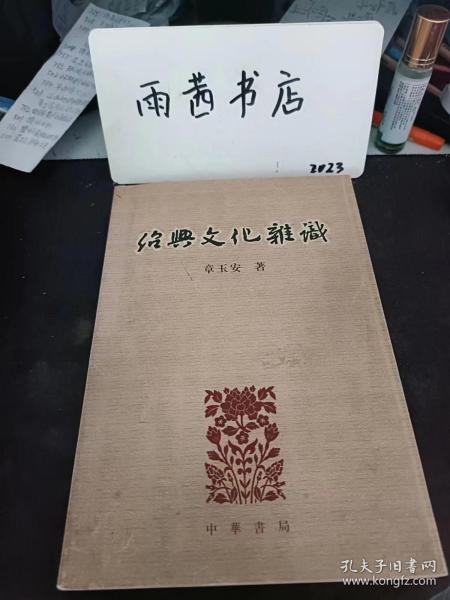 雨茜书店
2023
绍興文化雜識
章玉安 著
中華書局
孔夫子旧书网
www.kongfz.com